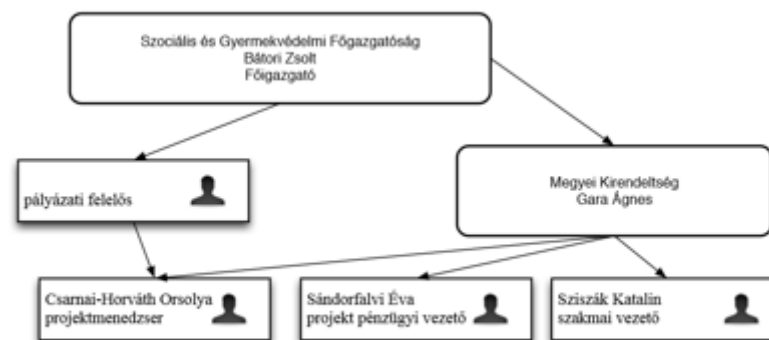 Szociális és Gyermekvédelmi Főgazgatóság
Bátori Zsolt
Főigazgató
pályázati felelős
Megyei Kirendeltség
Gara Ágnes
Csarnai-Horváth Orsolya
projektmenedzser
Sándorfalvi Éva
projekt pénzügyi vezető
Sziszák Katalin
szakmai vezető